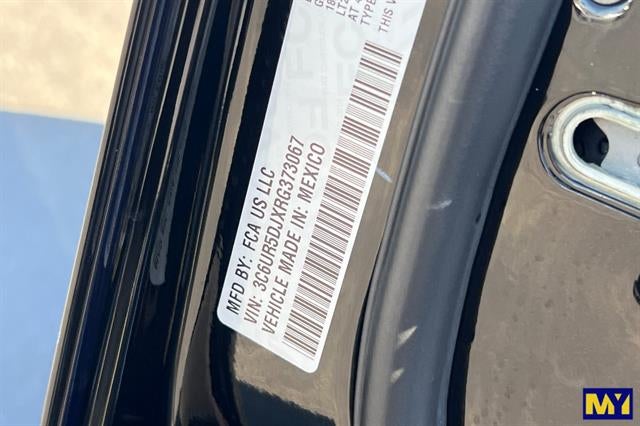 MFD BY: FCA US LLC
VIN: 3C6UR5DJXRG373067
VEHICLE MADE IN: MEXICO
MY